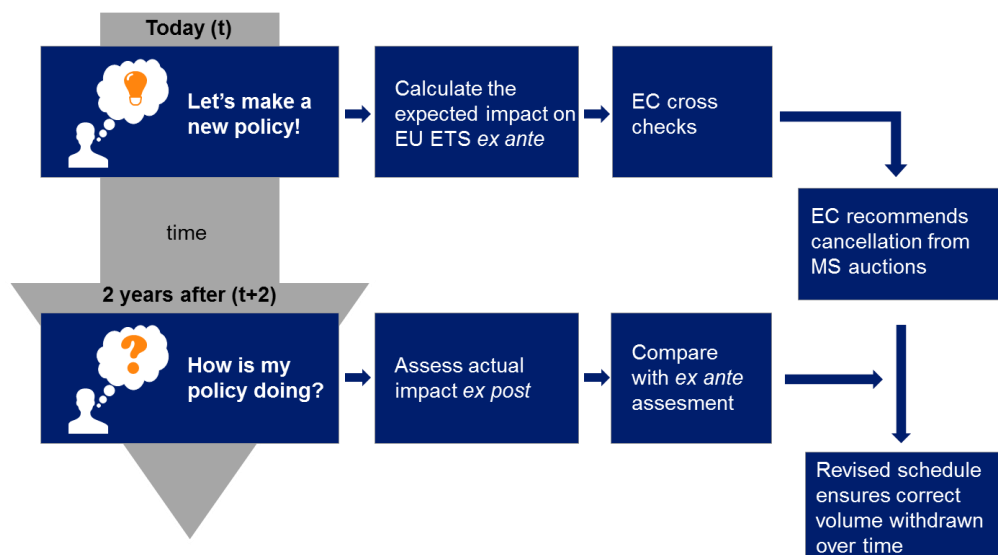 Today (t)
Let's make a
new policy!
Calculate the
expected impact on
EU ETS ex ante
EC cross
checks
EC recommends
cancellation from
MS auctions
time
2 years after (t+2)
How is my
policy doing?
Assess actual
impact ex post
Compare
with ex ante
assesment
Revised schedule
ensures correct
volume withdrawn
over time